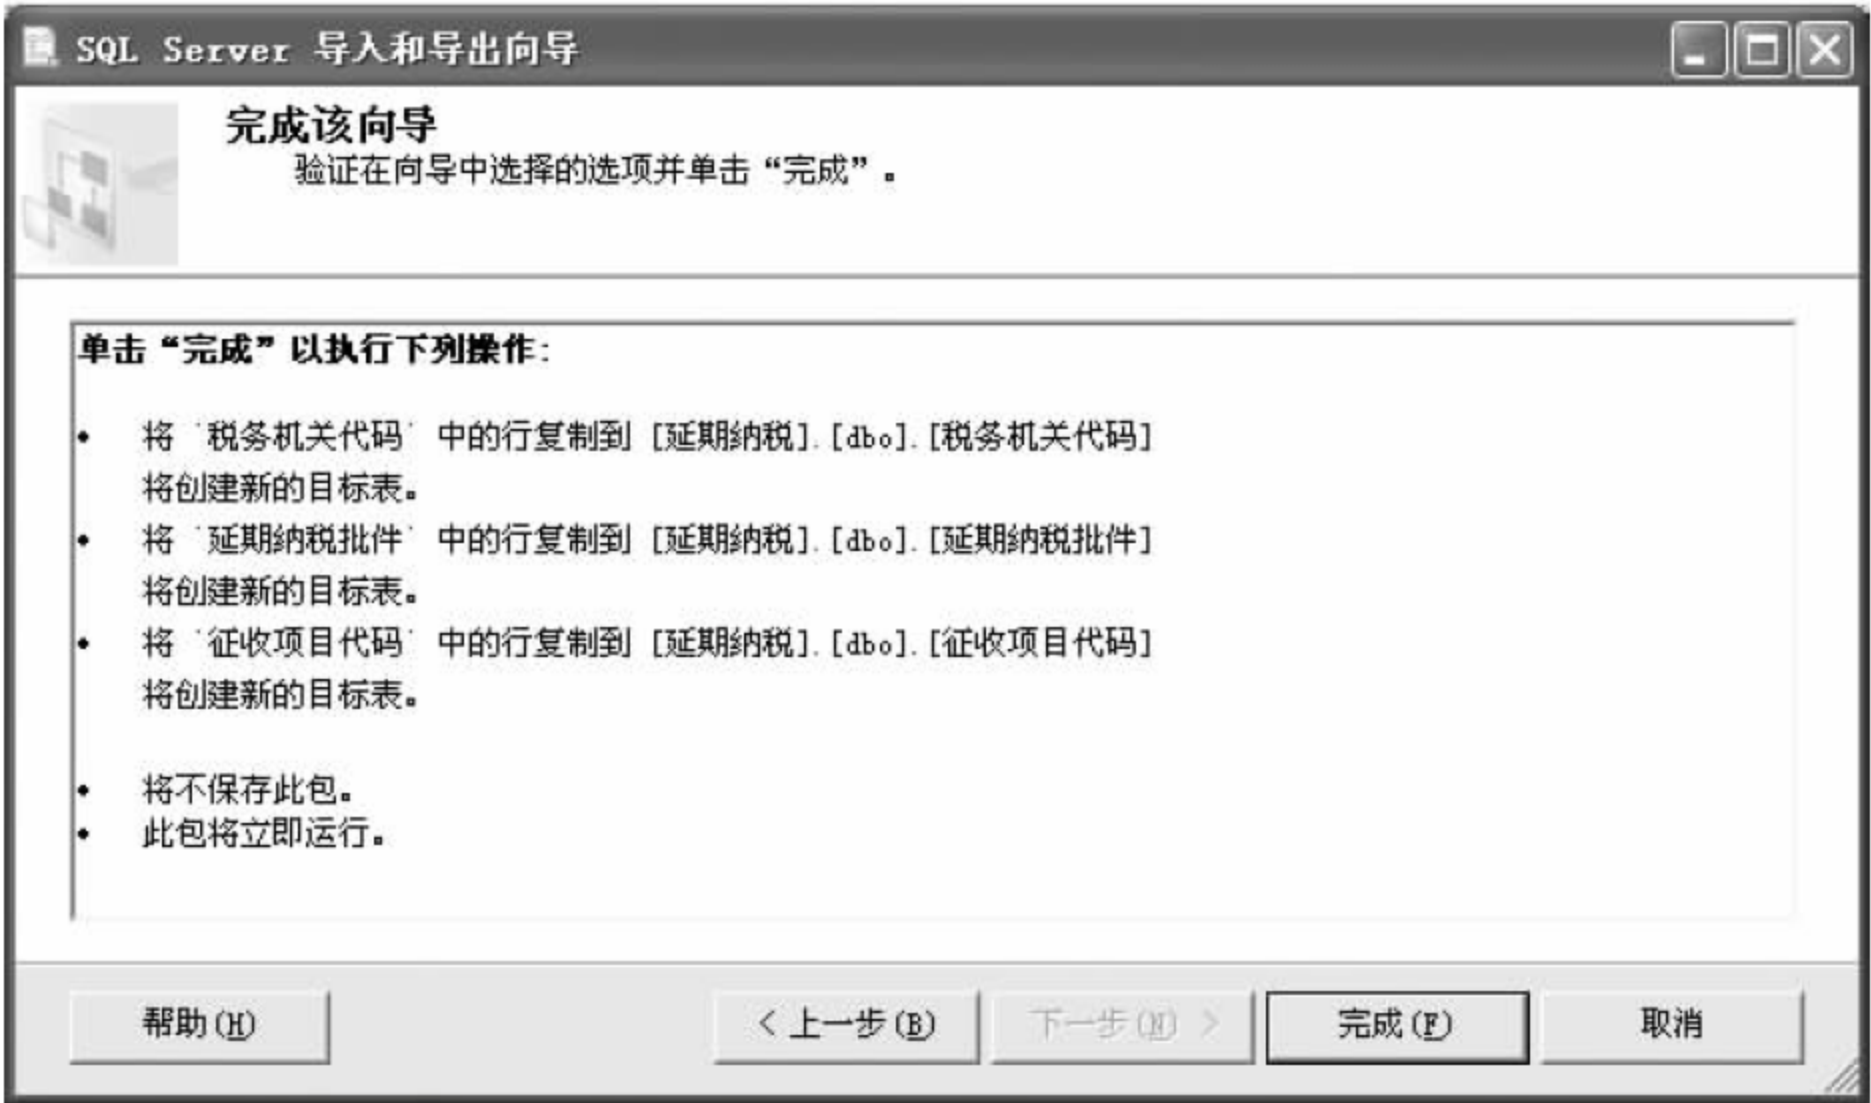 SQL Server 导入和导出向导
完成该向导
验证在向导中选择的选项并单击“完成”。
单击“完成”以执行下列操作:
• 将 `税务机关代码` 中的行复制到 [延期纳税].[dbo].[税务机关代码]
将创建新的目标表。
• 将 `延期纳税批件` 中的行复制到 [延期纳税].[dbo].[延期纳税批件]
将创建新的目标表。
• 将 `征收项目代码` 中的行复制到 [延期纳税].[dbo].[征收项目代码]
将创建新的目标表。
• 将不保存此包。
• 此包将立即运行。
帮助(H) < 上一步(B) 下一步(N) > 完成(F) 取消